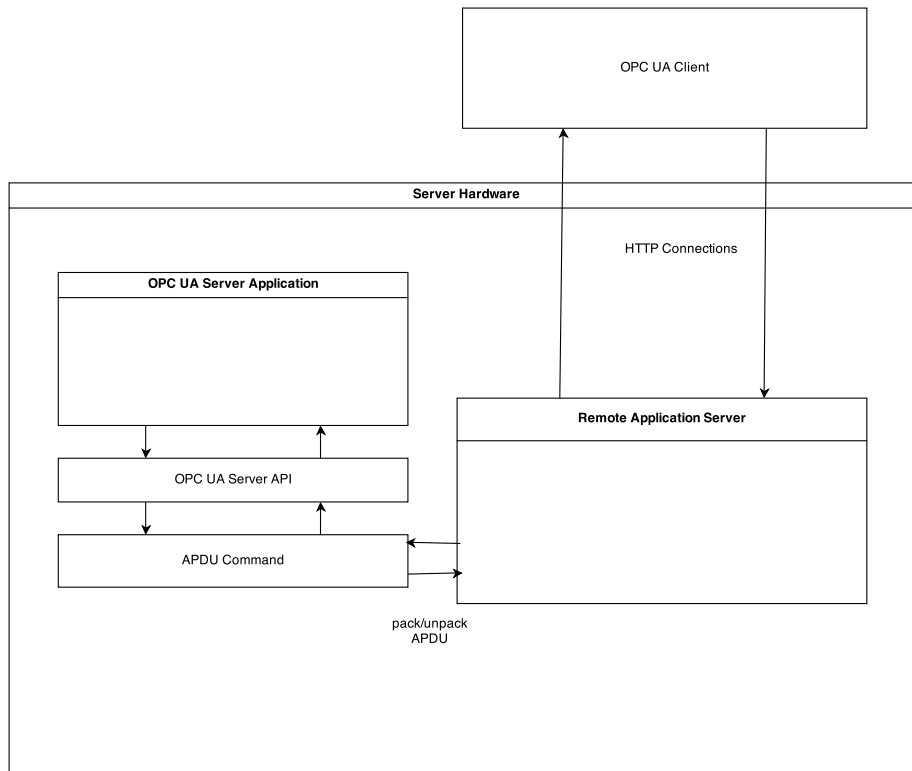 OPC UA Client
Server Hardware
HTTP Connections
OPC UA Server Application
Remote Application Server
OPC UA Server API
APDU Command
pack/unpack
APDU